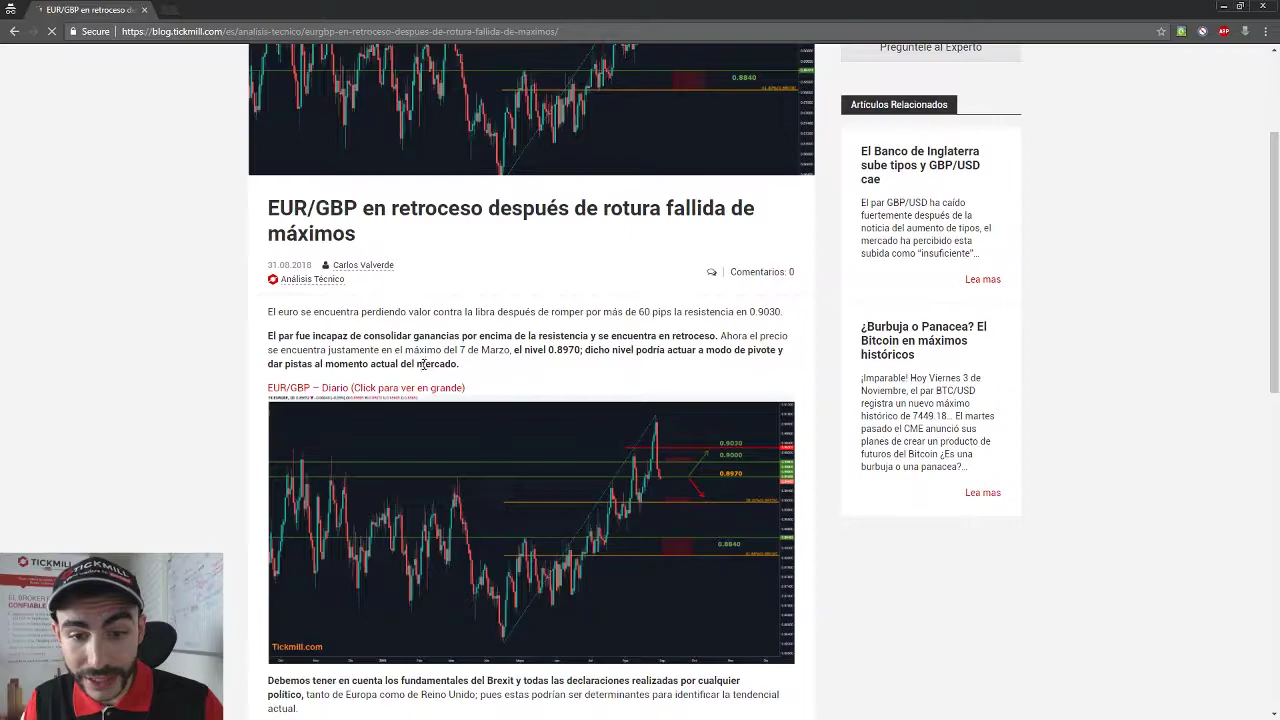 EUR/GBP en retroceso de
Secure | https://blog.tickmill.com/es/analisis-tecnico/eurgbp-en-retroceso-despues-de-rotura-fallida-de-maximos/
ABP
0.8840
Pregúntele al Experto
Artículos Relacionados
El Banco de Inglaterra
sube tipos y GBP/USD
cae
El par GBP/USD ha caído
fuertemente después de la
noticia del aumento de tipos, el
mercado ha percibido esta
subida como "insuficiente"...
Lea mas
¿Burbuja o Panacea? El
Bitcoin en máximos
históricos
¡Imparable! Hoy Viernes 3 de
Noviembre, el par BTC/USD
registra un nuevo máximo
histórico de 7449.18... El martes
pasado el CME anunció sus
planes de crear un producto de
futuros del Bitcoin ¿Es una
burbuja o una panacea?...
Lea mas
EUR/GBP en retroceso después de rotura fallida de
máximos
31.08.2018 Carlos Valverde
Análisis Técnico
Comentarios: 0
El euro se encuentra perdiendo valor contra la libra después de romper por más de 60 pips la resistencia en 0.9030.
El par fue incapaz de consolidar ganancias por encima de la resistencia y se encuentra en retroceso. Ahora el precio
se encuentra justamente en el máximo del 7 de Marzo, el nivel 0.8970; dicho nivel podría actuar a modo de pivote y
dar pistas al momento actual del mercado.
EUR/GBP – Diario (Click para ver en grande)
0.9030
0.9000
0.8970
0.8840
Tickmill.com
Debemos tener en cuenta los fundamentales del Brexit y todas las declaraciones realizadas por cualquier
político, tanto de Europa como de Reino Unido; pues estas podrían ser determinantes para identificar la tendencial
actual.
TICKMILL
EL BROKER
CONFIABLE
TICKMILL